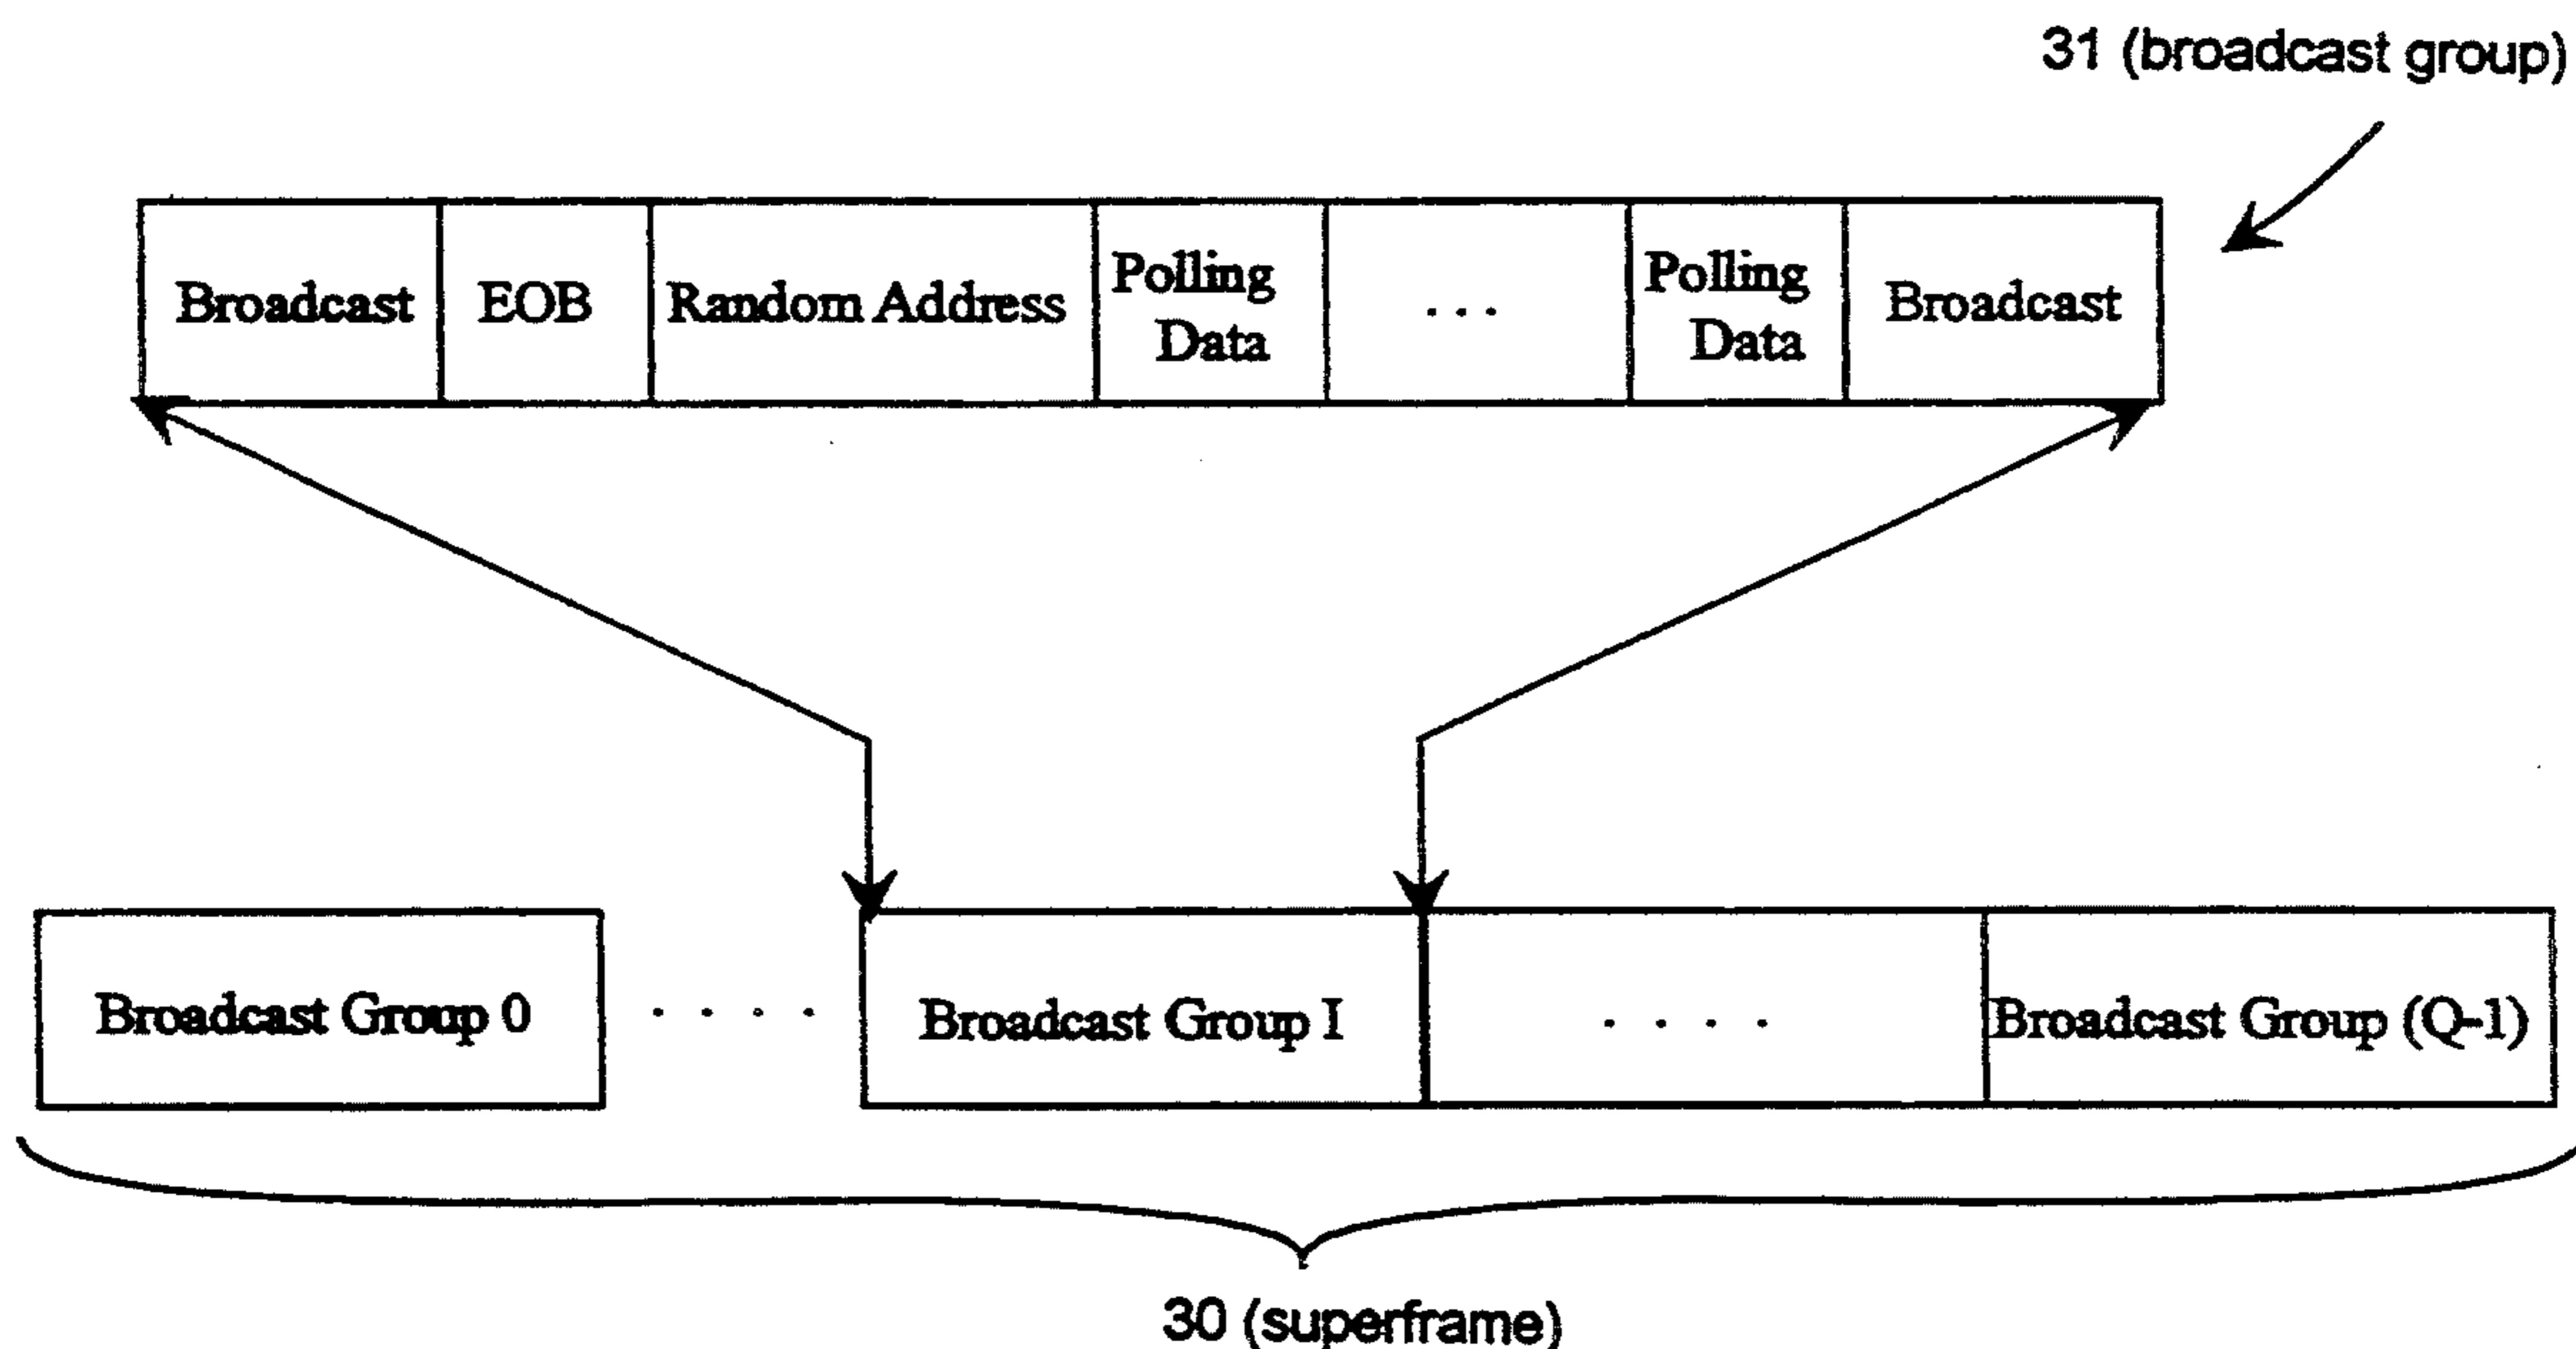 31 (broadcast group)
Broadcast
EOB
Random Address
Polling
Data
. . .
Polling
Data
Broadcast
Broadcast Group 0
. . . .
Broadcast Group I
. . . .
Broadcast Group (Q-1)
30 (superframe)